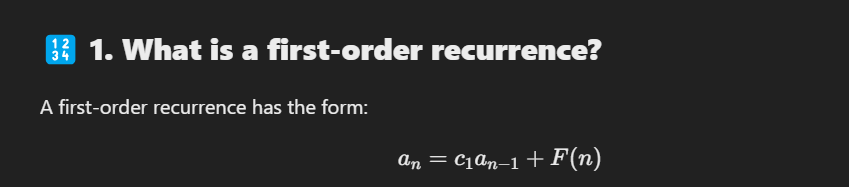 🔢 1. What is a first-order recurrence?
A first-order recurrence has the form:
aₙ = c₁aₙ₋₁ + F(n)